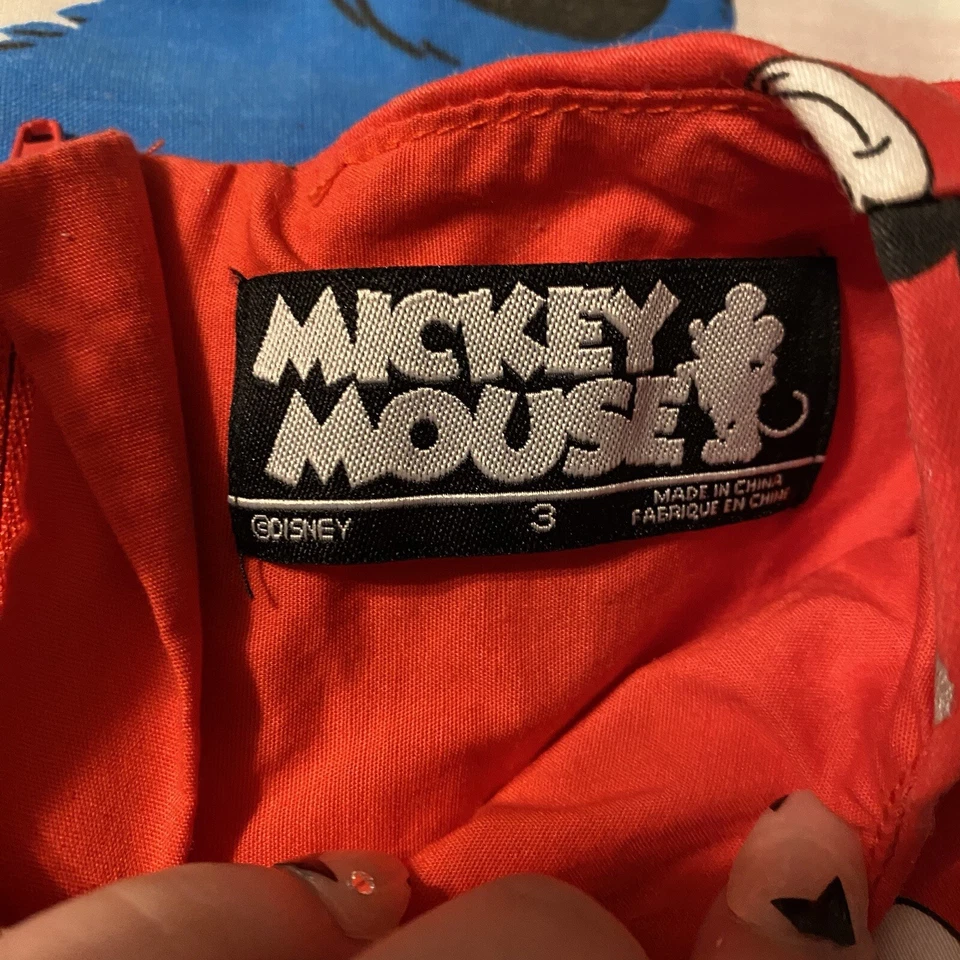 MICKEY
MOUSE
©DISNEY
3
MADE IN CHINA
FABRIQUE EN CHINE